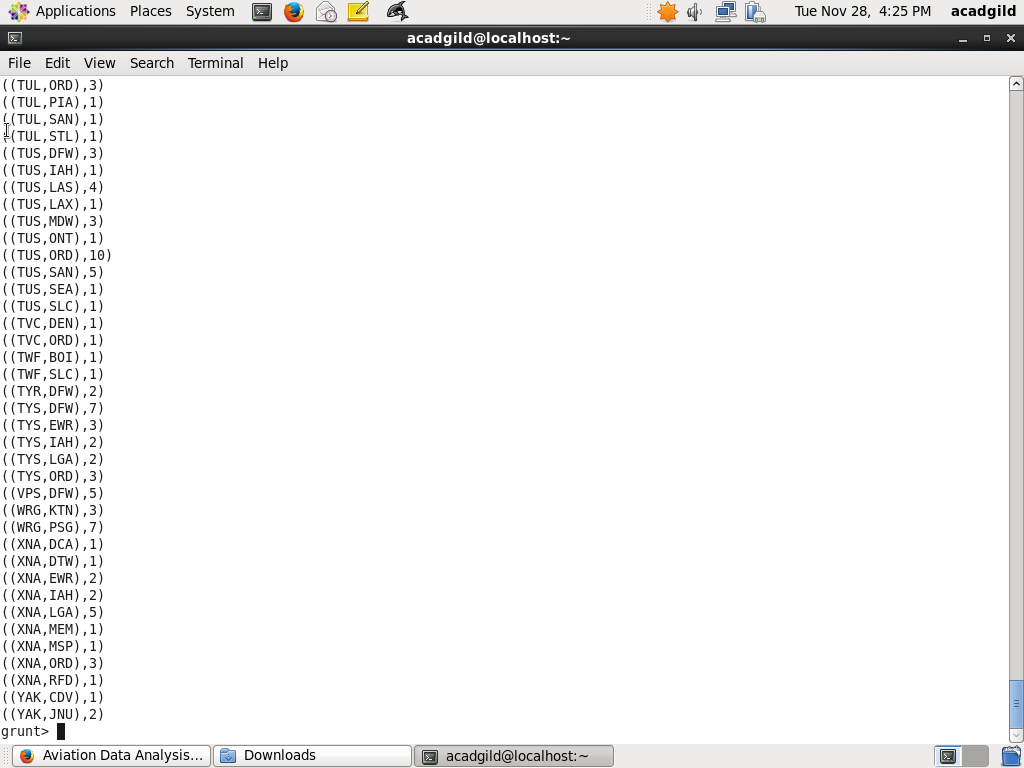 Applications Places System Tue Nov 28, 4:25 PM acadgild
acadgild@localhost:~
File Edit View Search Terminal Help
((TUL,ORD),3)
((TUL,PIA),1)
((TUL,SAN),1)
((TUL,STL),1)
((TUS,DFW),3)
((TUS,IAH),1)
((TUS,LAS),4)
((TUS,LAX),1)
((TUS,MDW),3)
((TUS,ONT),1)
((TUS,ORD),10)
((TUS,SAN),5)
((TUS,SEA),1)
((TUS,SLC),1)
((TVC,DEN),1)
((TVC,ORD),1)
((TWF,BOI),1)
((TWF,SLC),1)
((TYR,DFW),2)
((TYS,DFW),7)
((TYS,EWR),3)
((TYS,IAH),2)
((TYS,LGA),2)
((TYS,ORD),3)
((VPS,DFW),5)
((WRG,KTN),3)
((WRG,PSG),7)
((XNA,DCA),1)
((XNA,DTW),1)
((XNA,EWR),2)
((XNA,IAH),2)
((XNA,LGA),5)
((XNA,MEM),1)
((XNA,MSP),1)
((XNA,ORD),3)
((XNA,RFD),1)
((YAK,CDV),1)
((YAK,JNU),2)
grunt>
Aviation Data Analysis... Downloads acadgild@localhost:~